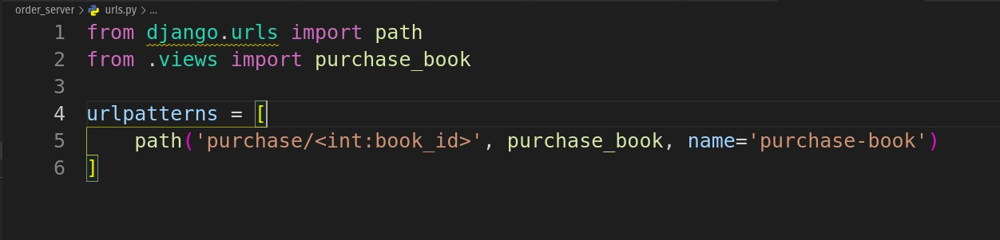 order_server > urls.py > ...
1 from django.urls import path
2 from .views import purchase_book
3
4 urlpatterns = [
5     path('purchase/<int:book_id>', purchase_book, name='purchase-book')
6 ]